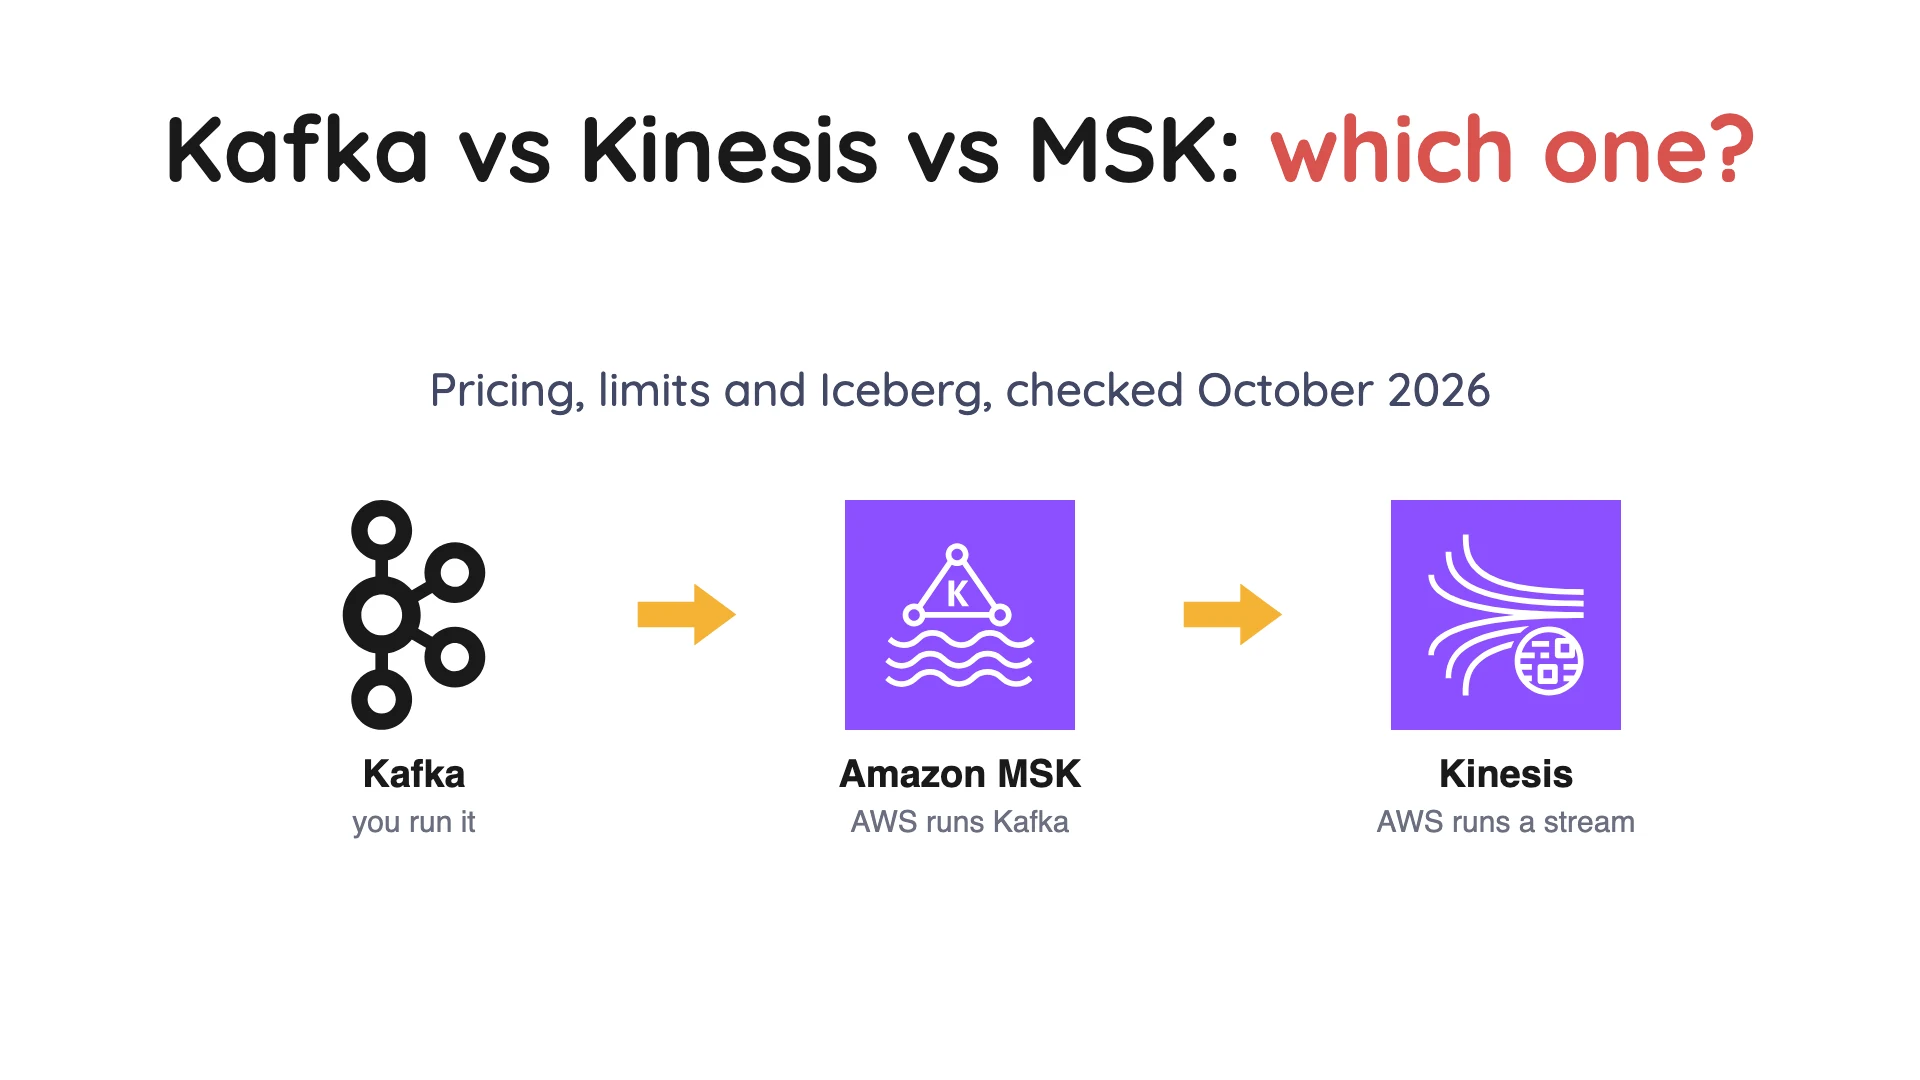 Kafka vs Kinesis vs MSK: which one?
Pricing, limits and Iceberg, checked October 2026
K
Kafka
Amazon MSK
Kinesis
you run it
AWS runs Kafka
AWS runs a stream